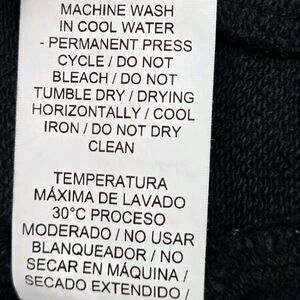 MACHINE WASH
IN COOL WATER
- PERMANENT PRESS
CYCLE / DO NOT
BLEACH / DO NOT
TUMBLE DRY / DRYING
HORIZONTALLY / COOL
IRON / DO NOT DRY
CLEAN
TEMPERATURA
MÁXIMA DE LAVADO
30°C PROCESO
MODERADO / NO USAR
BLANQUEADOR / NO
SECAR EN MÁQUINA /
SECADO EXTENDIDO /